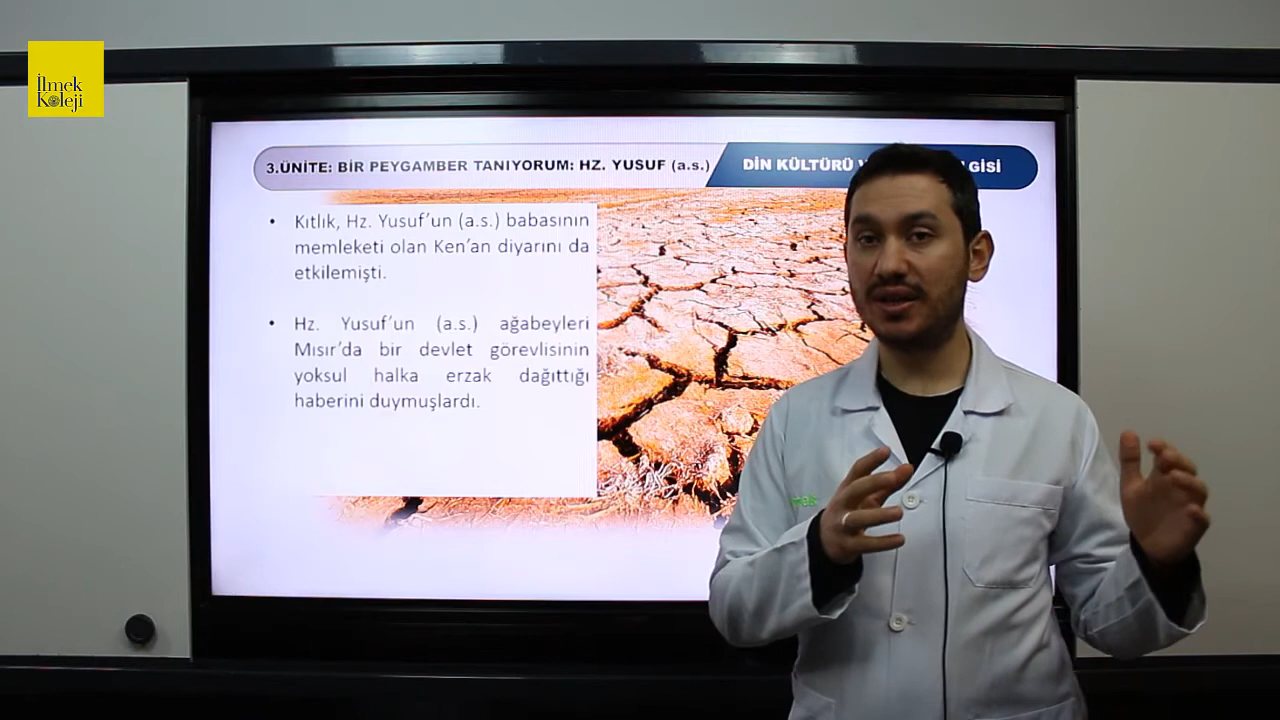 İlmek
Koleji
3.ÜNİTE: BİR PEYGAMBER TANIYORUM: HZ. YUSUF (a.s.)
DİN KÜLTÜRÜ
GİSİ
• Kıtlık, Hz. Yusuf’un (a.s.) babasının
memleketi olan Ken’an diyarını da
etkilemişti.
• Hz. Yusuf’un (a.s.) ağabeyleri
Mısır’da bir devlet görevlisinin
yoksul halka erzak dağıttığı
haberini duymuşlardı.